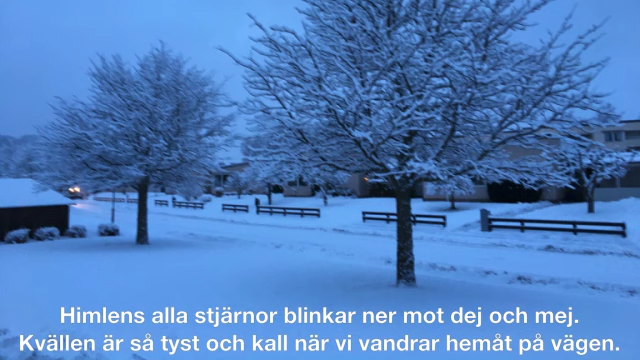 Himlens alla stjärnor blinkar ner mot dej och mej.
Kvällen är så tyst och kall när vi vandrar hemåt på vägen.